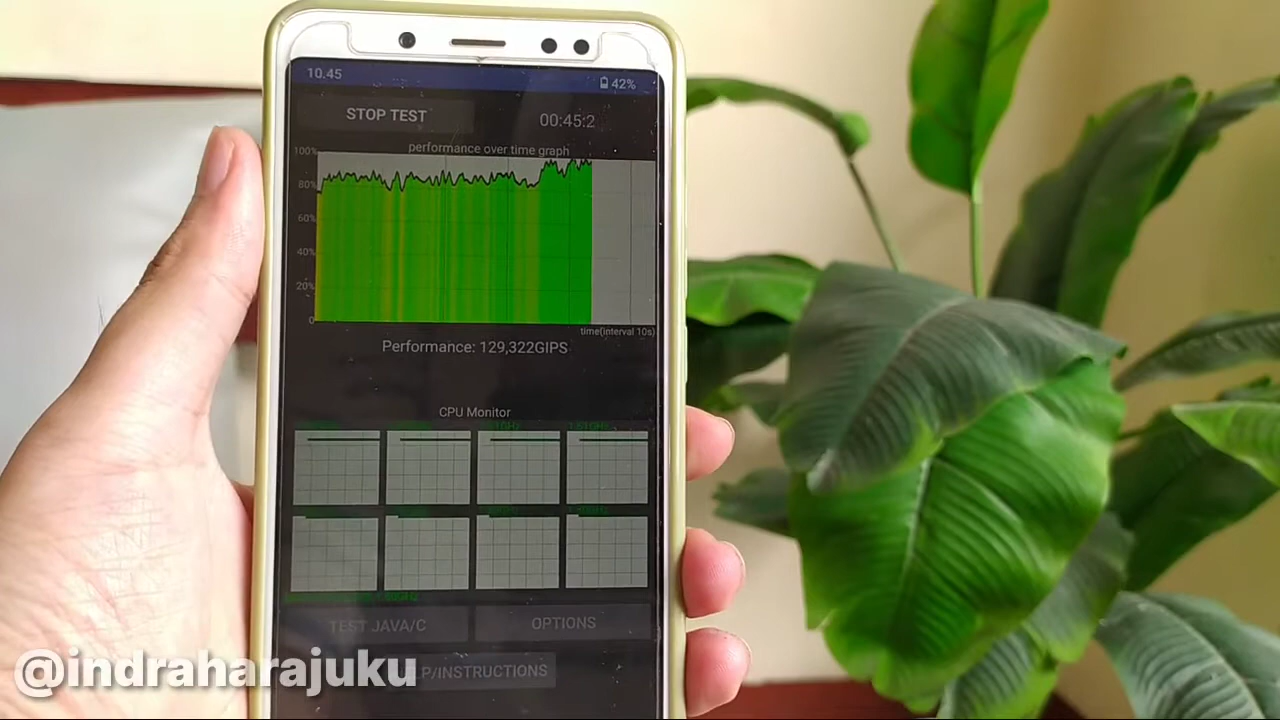 10.45
42%
STOP TEST
00:45:2
performance over time graph
100%
80%
60%
40%
20%
0
time(interval 10s)
Performance: 129,322GIPS
CPU Monitor
TEST JAVA/C
OPTIONS
LP/INSTRUCTIONS
@indraharajuku